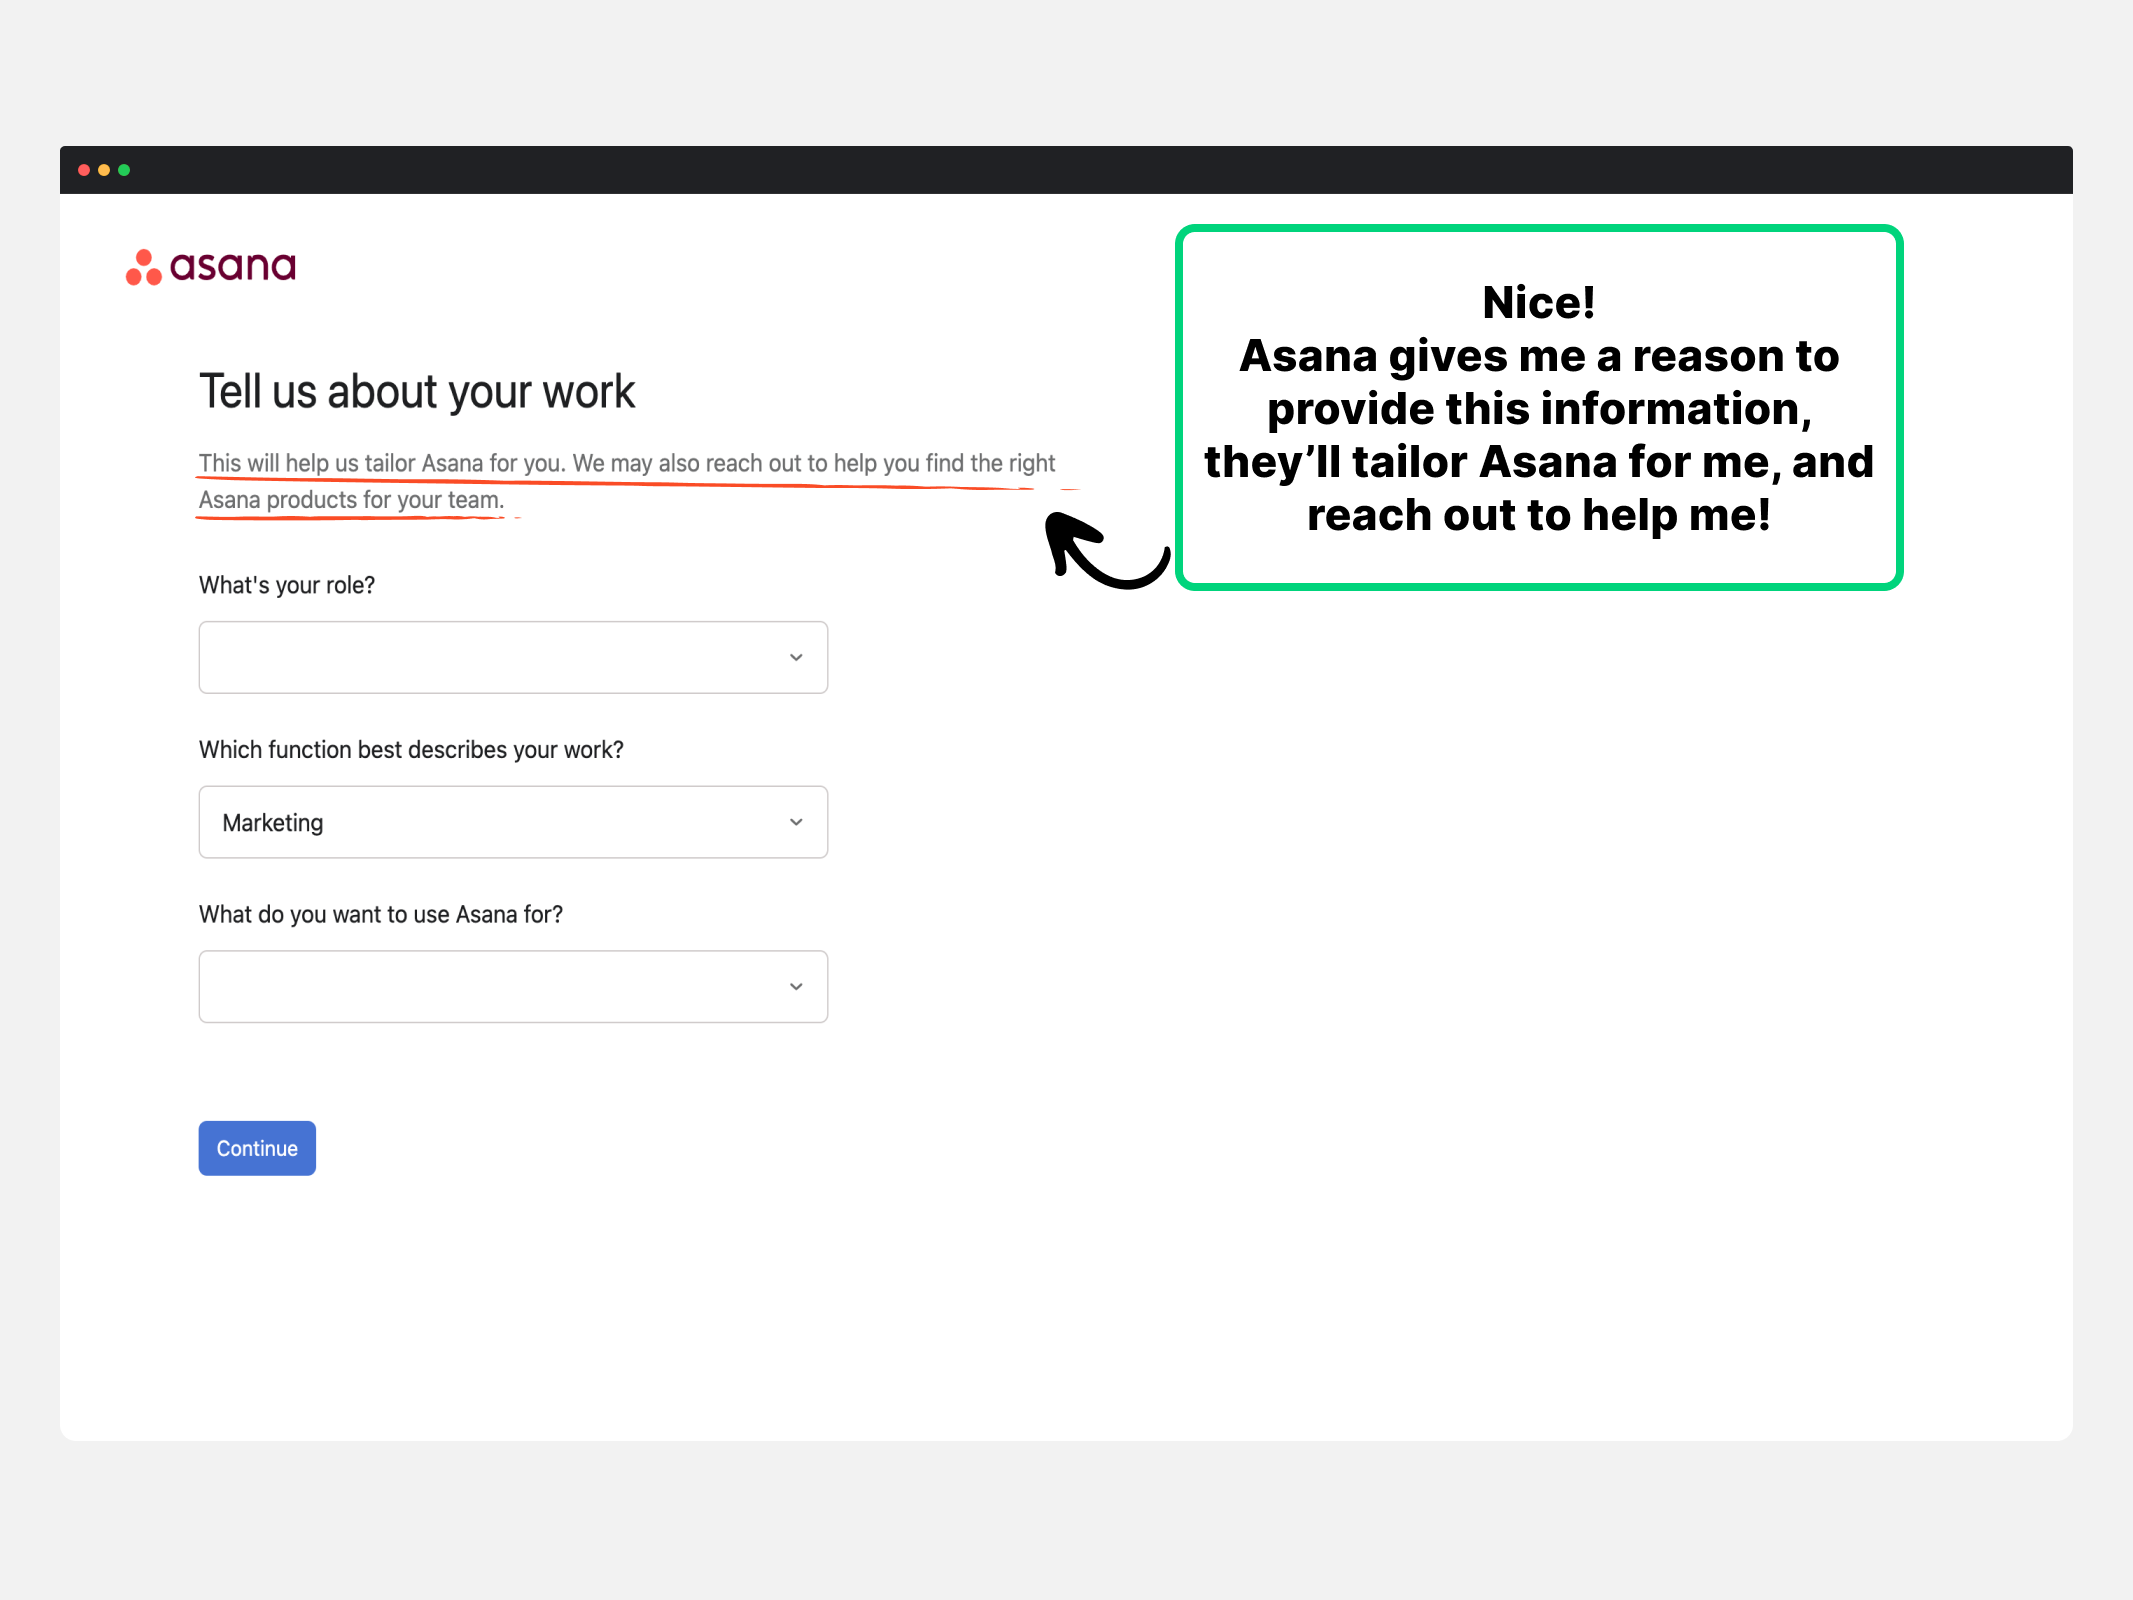 asana
Tell us about your work
This will help us tailor Asana for you. We may also reach out to help you find the right
Asana products for your team.
What's your role?
Which function best describes your work?
Marketing
What do you want to use Asana for?
Continue
Nice!
Asana gives me a reason to
provide this information,
they’ll tailor Asana for me, and
reach out to help me!